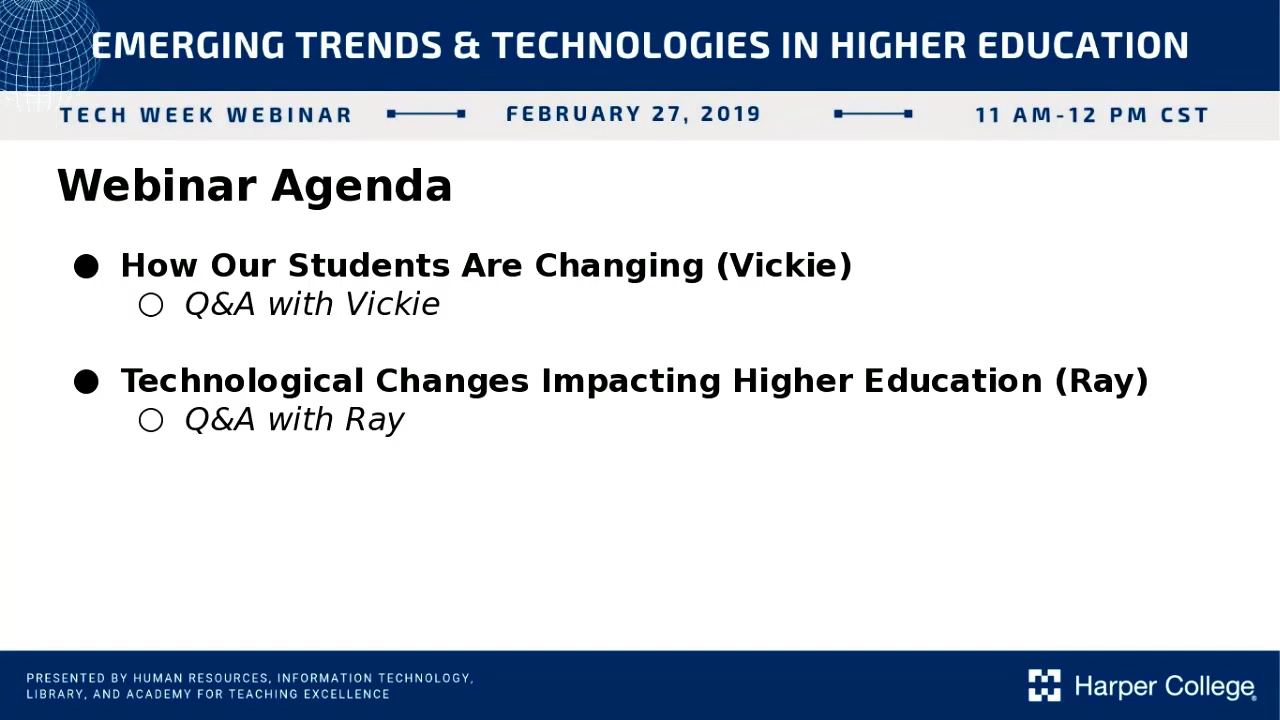 EMERGING TRENDS & TECHNOLOGIES IN HIGHER EDUCATION
TECH WEEK WEBINAR FEBRUARY 27, 2019 11 AM-12 PM CST
Webinar Agenda
● How Our Students Are Changing (Vickie)
○ Q&A with Vickie
● Technological Changes Impacting Higher Education (Ray)
○ Q&A with Ray
PRESENTED BY HUMAN RESOURCES, INFORMATION TECHNOLOGY,
LIBRARY, AND ACADEMY FOR TEACHING EXCELLENCE
Harper College®